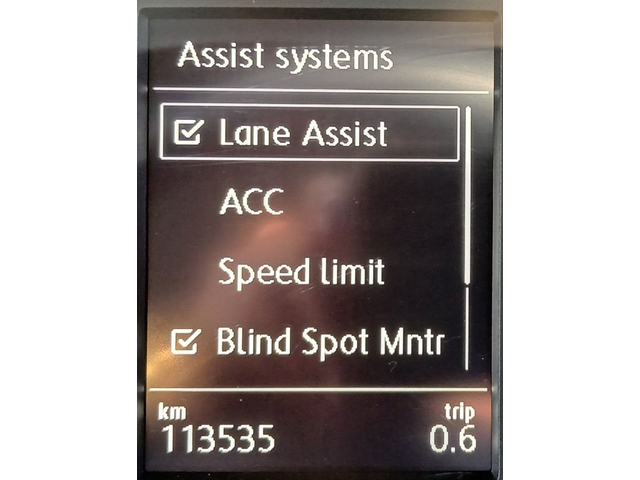 Assist systems
Lane Assist
ACC
Speed limit
Blind Spot Mntr
km trip
113535 0.6